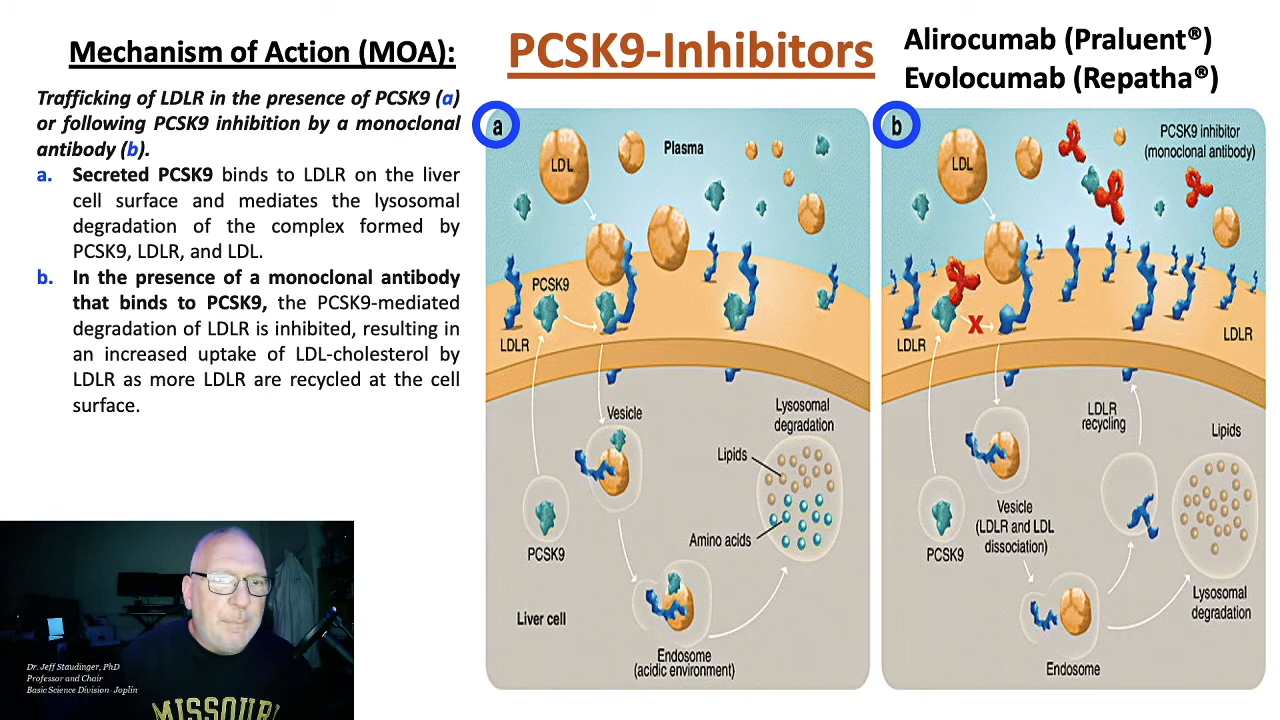 Mechanism of Action (MOA):
Trafficking of LDLR in the presence of PCSK9 (a)
or following PCSK9 inhibition by a monoclonal
antibody (b).
a. Secreted PCSK9 binds to LDLR on the liver
cell surface and mediates the lysosomal
degradation of the complex formed by
PCSK9, LDLR, and LDL.
b. In the presence of a monoclonal antibody
that binds to PCSK9, the PCSK9-mediated
degradation of LDLR is inhibited, resulting in
an increased uptake of LDL-cholesterol by
LDLR as more LDLR are recycled at the cell
surface.
PCSK9-Inhibitors
Alirocumab (Praluent®)
Evolocumab (Repatha®)
a
Plasma
LDL
PCSK9
LDLR
Vesicle
Lysosomal
degradation
Lipids
Amino acids
PCSK9
Liver cell
Endosome
(acidic environment)
b
PCSK9 inhibitor
(monoclonal antibody)
LDL
X
LDLR
LDLR
LDLR
recycling
Lipids
Vesicle
(LDLR and LDL
dissociation)
PCSK9
Lysosomal
degradation
Endosome
Dr. Jeff Staudinger, PhD
Professor and Chair
Basic Science Division- Joplin
MISSOURI